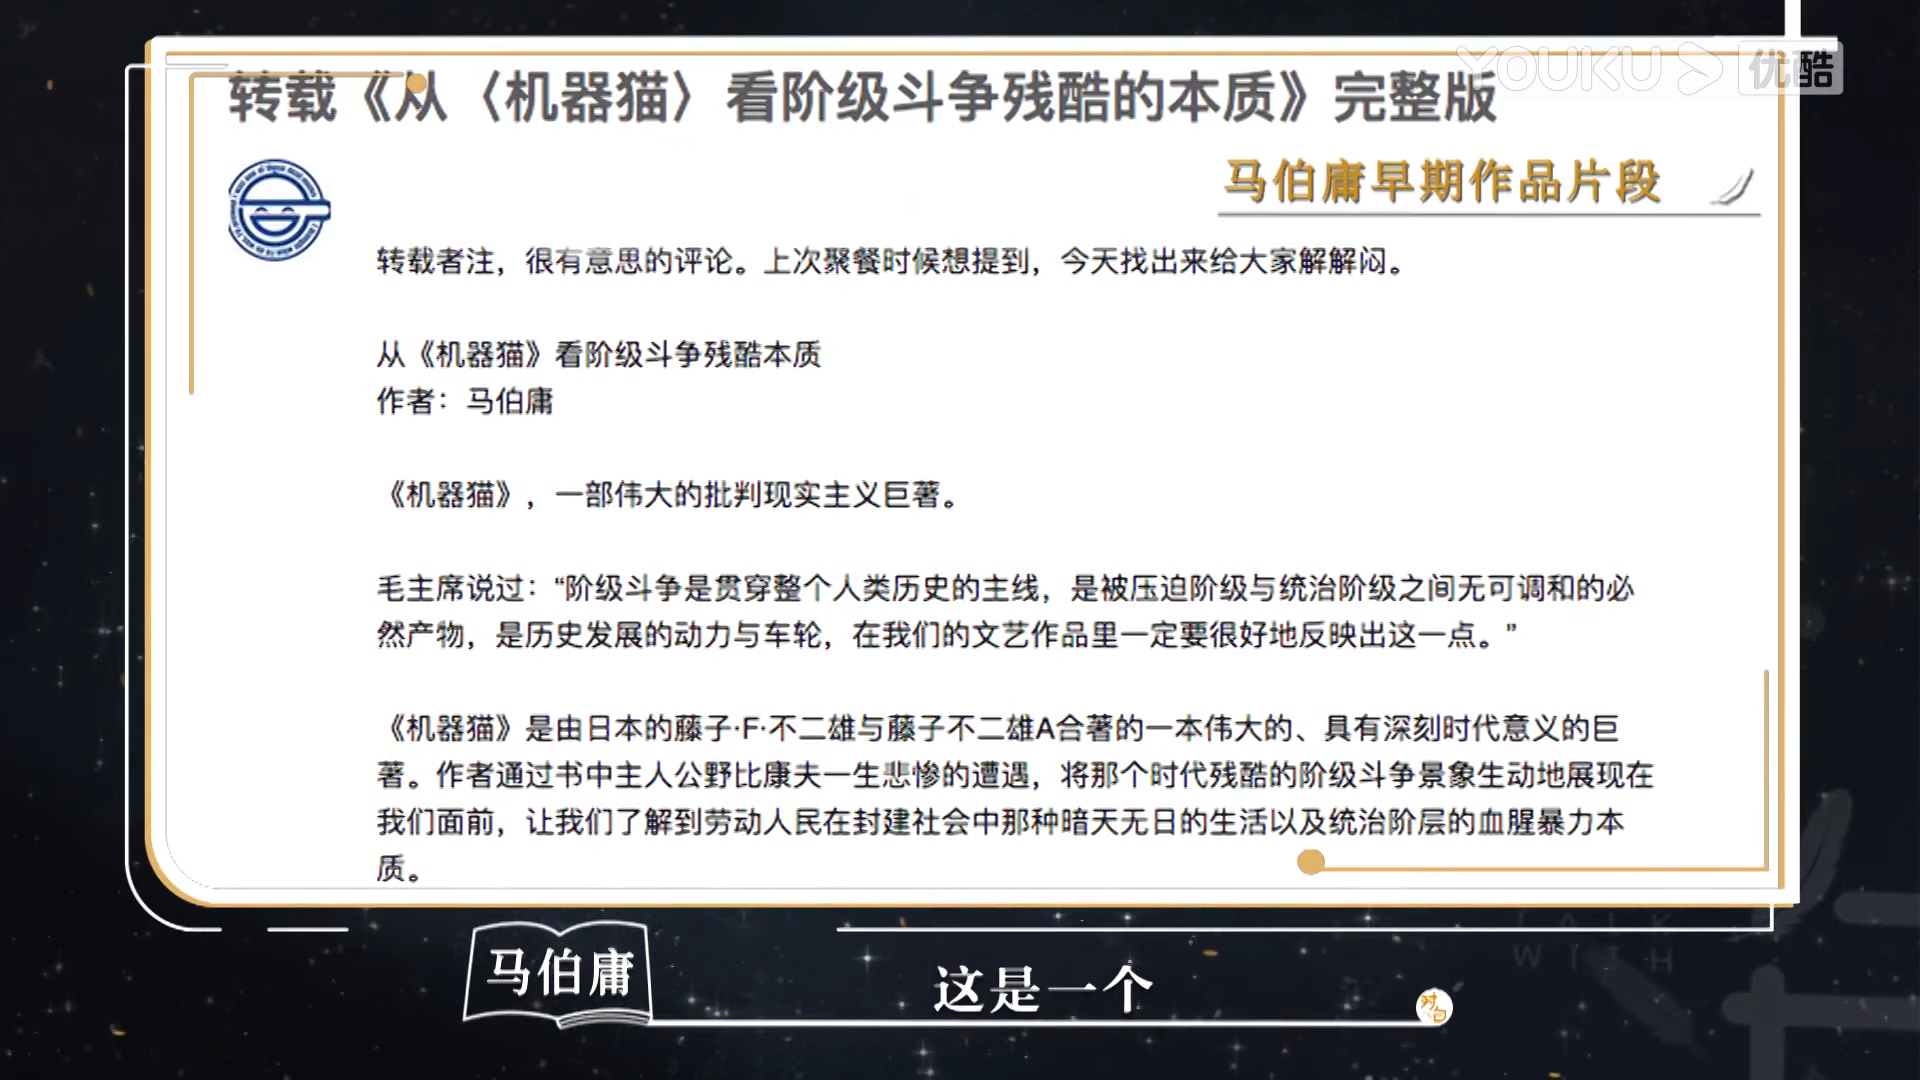 YOUKU 优酷
转载《从〈机器猫〉看阶级斗争残酷的本质》完整版
马伯庸早期作品片段
转载者注，很有意思的评论。上次聚餐时候想提到，今天找出来给大家解解闷。
从《机器猫》看阶级斗争残酷本质
作者：马伯庸
《机器猫》，一部伟大的批判现实主义巨著。
毛主席说过：“阶级斗争是贯穿整个人类历史的主线，是被压迫阶级与统治阶级之间无可调和的必
然产物，是历史发展的动力与车轮，在我们的文艺作品里一定要很好地反映出这一点。”
《机器猫》是由日本的藤子·F·不二雄与藤子不二雄A合著的一本伟大的、具有深刻时代意义的巨
著。作者通过书中主人公野比康夫一生悲惨的遭遇，将那个时代残酷的阶级斗争景象生动地展现在
我们面前，让我们了解到劳动人民在封建社会中那种暗天无日的生活以及统治阶层的血腥暴力本
质。
TALK
WITH
马伯庸
这是一个
对白